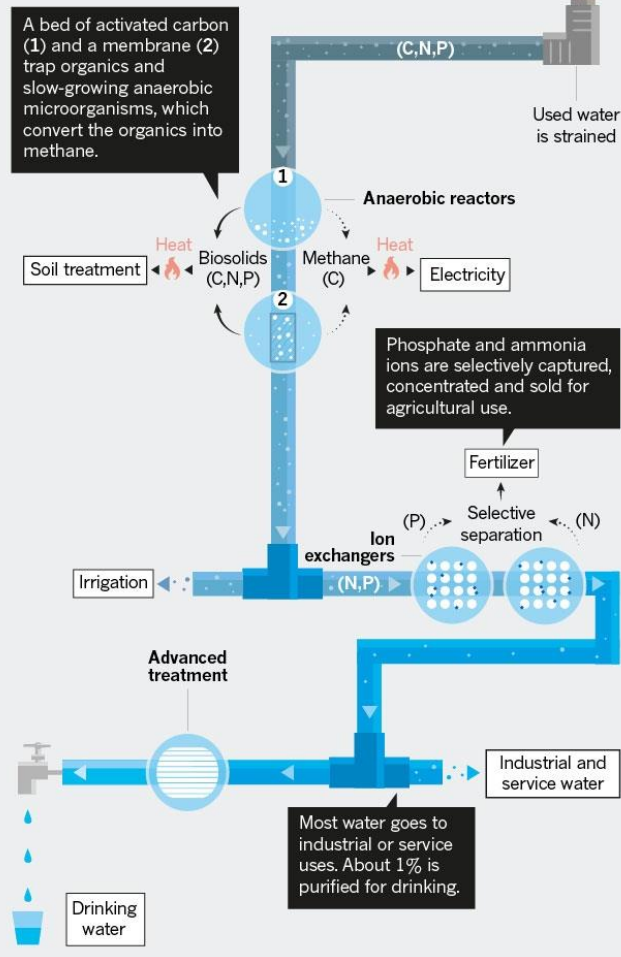 A bed of activated carbon
(1) and a membrane (2)
trap organics and
slow-growing anaerobic
microorganisms, which
convert the organics into
methane.
(C,N,P)
Used water
is strained
1
Anaerobic reactors
Heat
Biosolids
(C,N,P)
Methane
(C)
Heat
Soil treatment
Electricity
2
Phosphate and ammonia
ions are selectively captured,
concentrated and sold for
agricultural use.
Fertilizer
(P)
Selective
separation
(N)
Ion
exchangers
Irrigation
(N,P)
Advanced
treatment
Industrial and
service water
Most water goes to
industrial or service
uses. About 1% is
purified for drinking.
Drinking
water